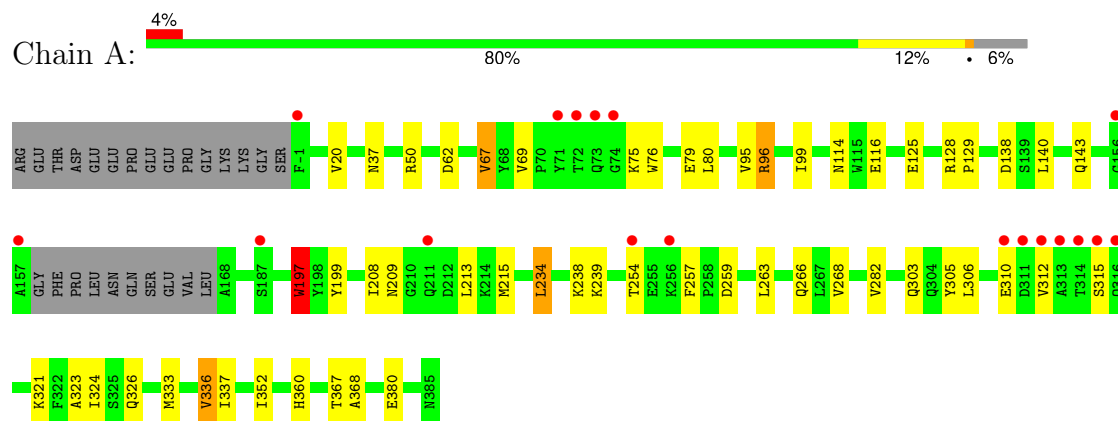 4%
Chain A:
80% 12% • 6%
ARG GLU THR ASP GLU GLU PRO GLU GLU PRO GLY LYS LYS GLY SER F-1 V20 N37 R50 D62 V67 Y68 V69 P70 Y71 T72 Q73 G74 K75 W76 E79 L80 V95 R96 I99 N114 W115 E116 E125 R128 P129 D138 S139 L140 Q143 G156
A157 GLY PHE PRO LEU ASN GLN SER GLU VAL LEU A168 S187 W197 Y198 Y199 I208 N209 G210 Q211 D212 L213 K214 M215 L234 K238 K239 T254 E255 K256 F257 P258 D259 L263 Q266 L267 V268 V282 Q303 Q304 Y305 L306 E310 D311 V312 A313 T314 S315 Q316
K321 F322 A323 I324 S325 Q326 M333 V336 I337 I352 H360 T367 A368 E380 N385